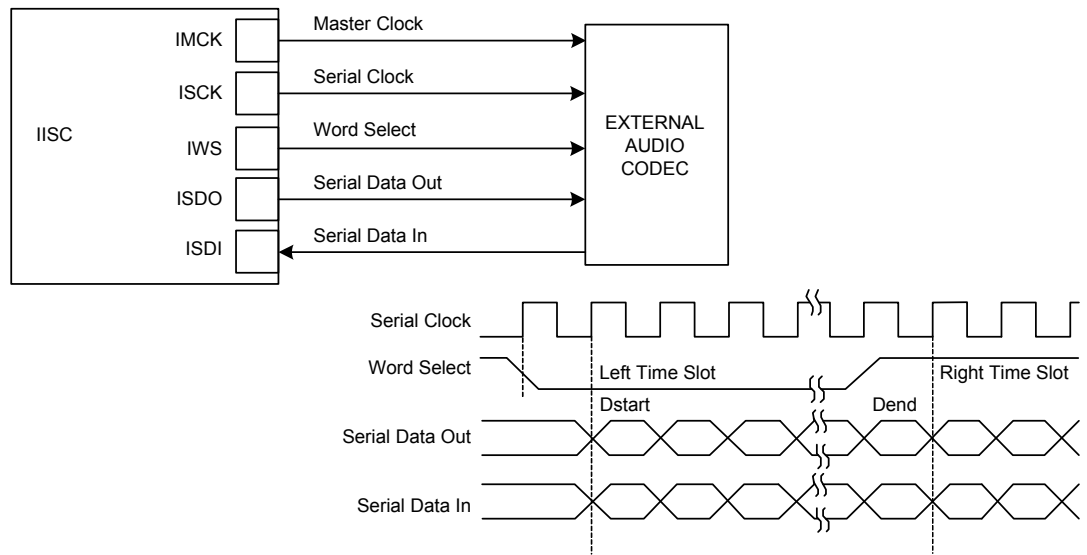 IMCK
Master Clock
ISCK
Serial Clock
IISC
IWS
Word Select
EXTERNAL
AUDIO
CODEC
ISDO
Serial Data Out
ISDI
Serial Data In
Serial Clock
Word Select
Left Time Slot
Right Time Slot
Dstart
Dend
Serial Data Out
Serial Data In